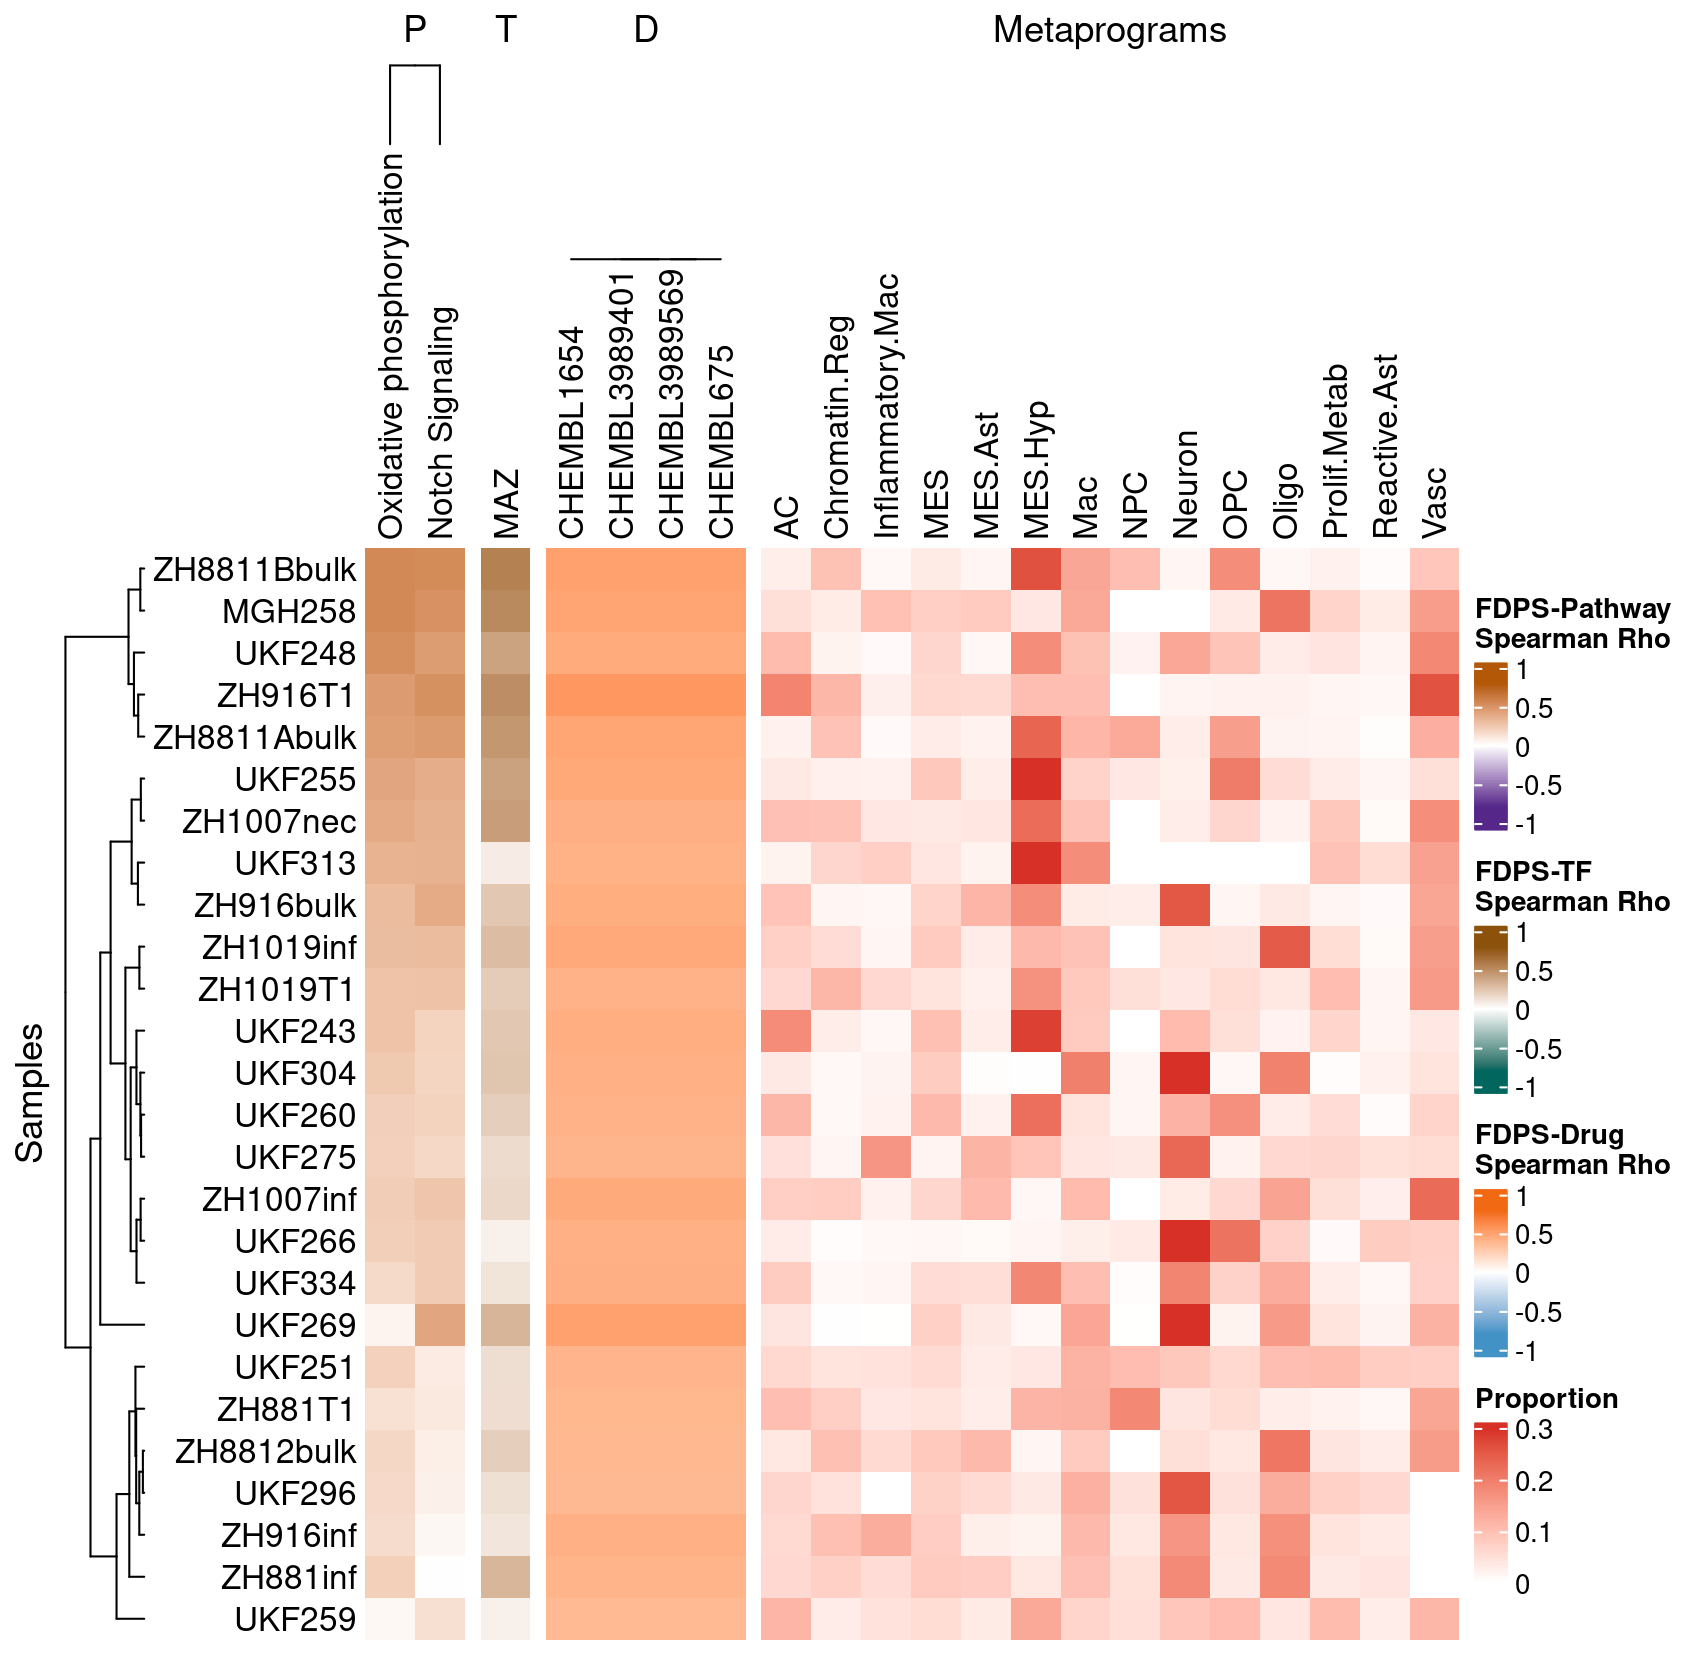 P T D Metaprograms
Oxidative phosphorylation
Notch Signaling
MAZ
CHEMBL1654
CHEMBL3989401
CHEMBL3989569
CHEMBL675
AC
Chromatin.Reg
Inflammatory.Mac
MES
MES.Ast
MES.Hyp
Mac
NPC
Neuron
OPC
Oligo
Prolif.Metab
Reactive.Ast
Vasc
Samples
ZH8811Bbulk
MGH258
UKF248
ZH916T1
ZH8811Abulk
UKF255
ZH1007nec
UKF313
ZH916bulk
ZH1019inf
ZH1019T1
UKF243
UKF304
UKF260
UKF275
ZH1007inf
UKF266
UKF334
UKF269
UKF251
ZH881T1
ZH8812bulk
UKF296
ZH916inf
ZH881inf
UKF259
FDPS-Pathway
Spearman Rho
1
0.5
0
-0.5
-1
FDPS-TF
Spearman Rho
1
0.5
0
-0.5
-1
FDPS-Drug
Spearman Rho
1
0.5
0
-0.5
-1
Proportion
0.3
0.2
0.1
0